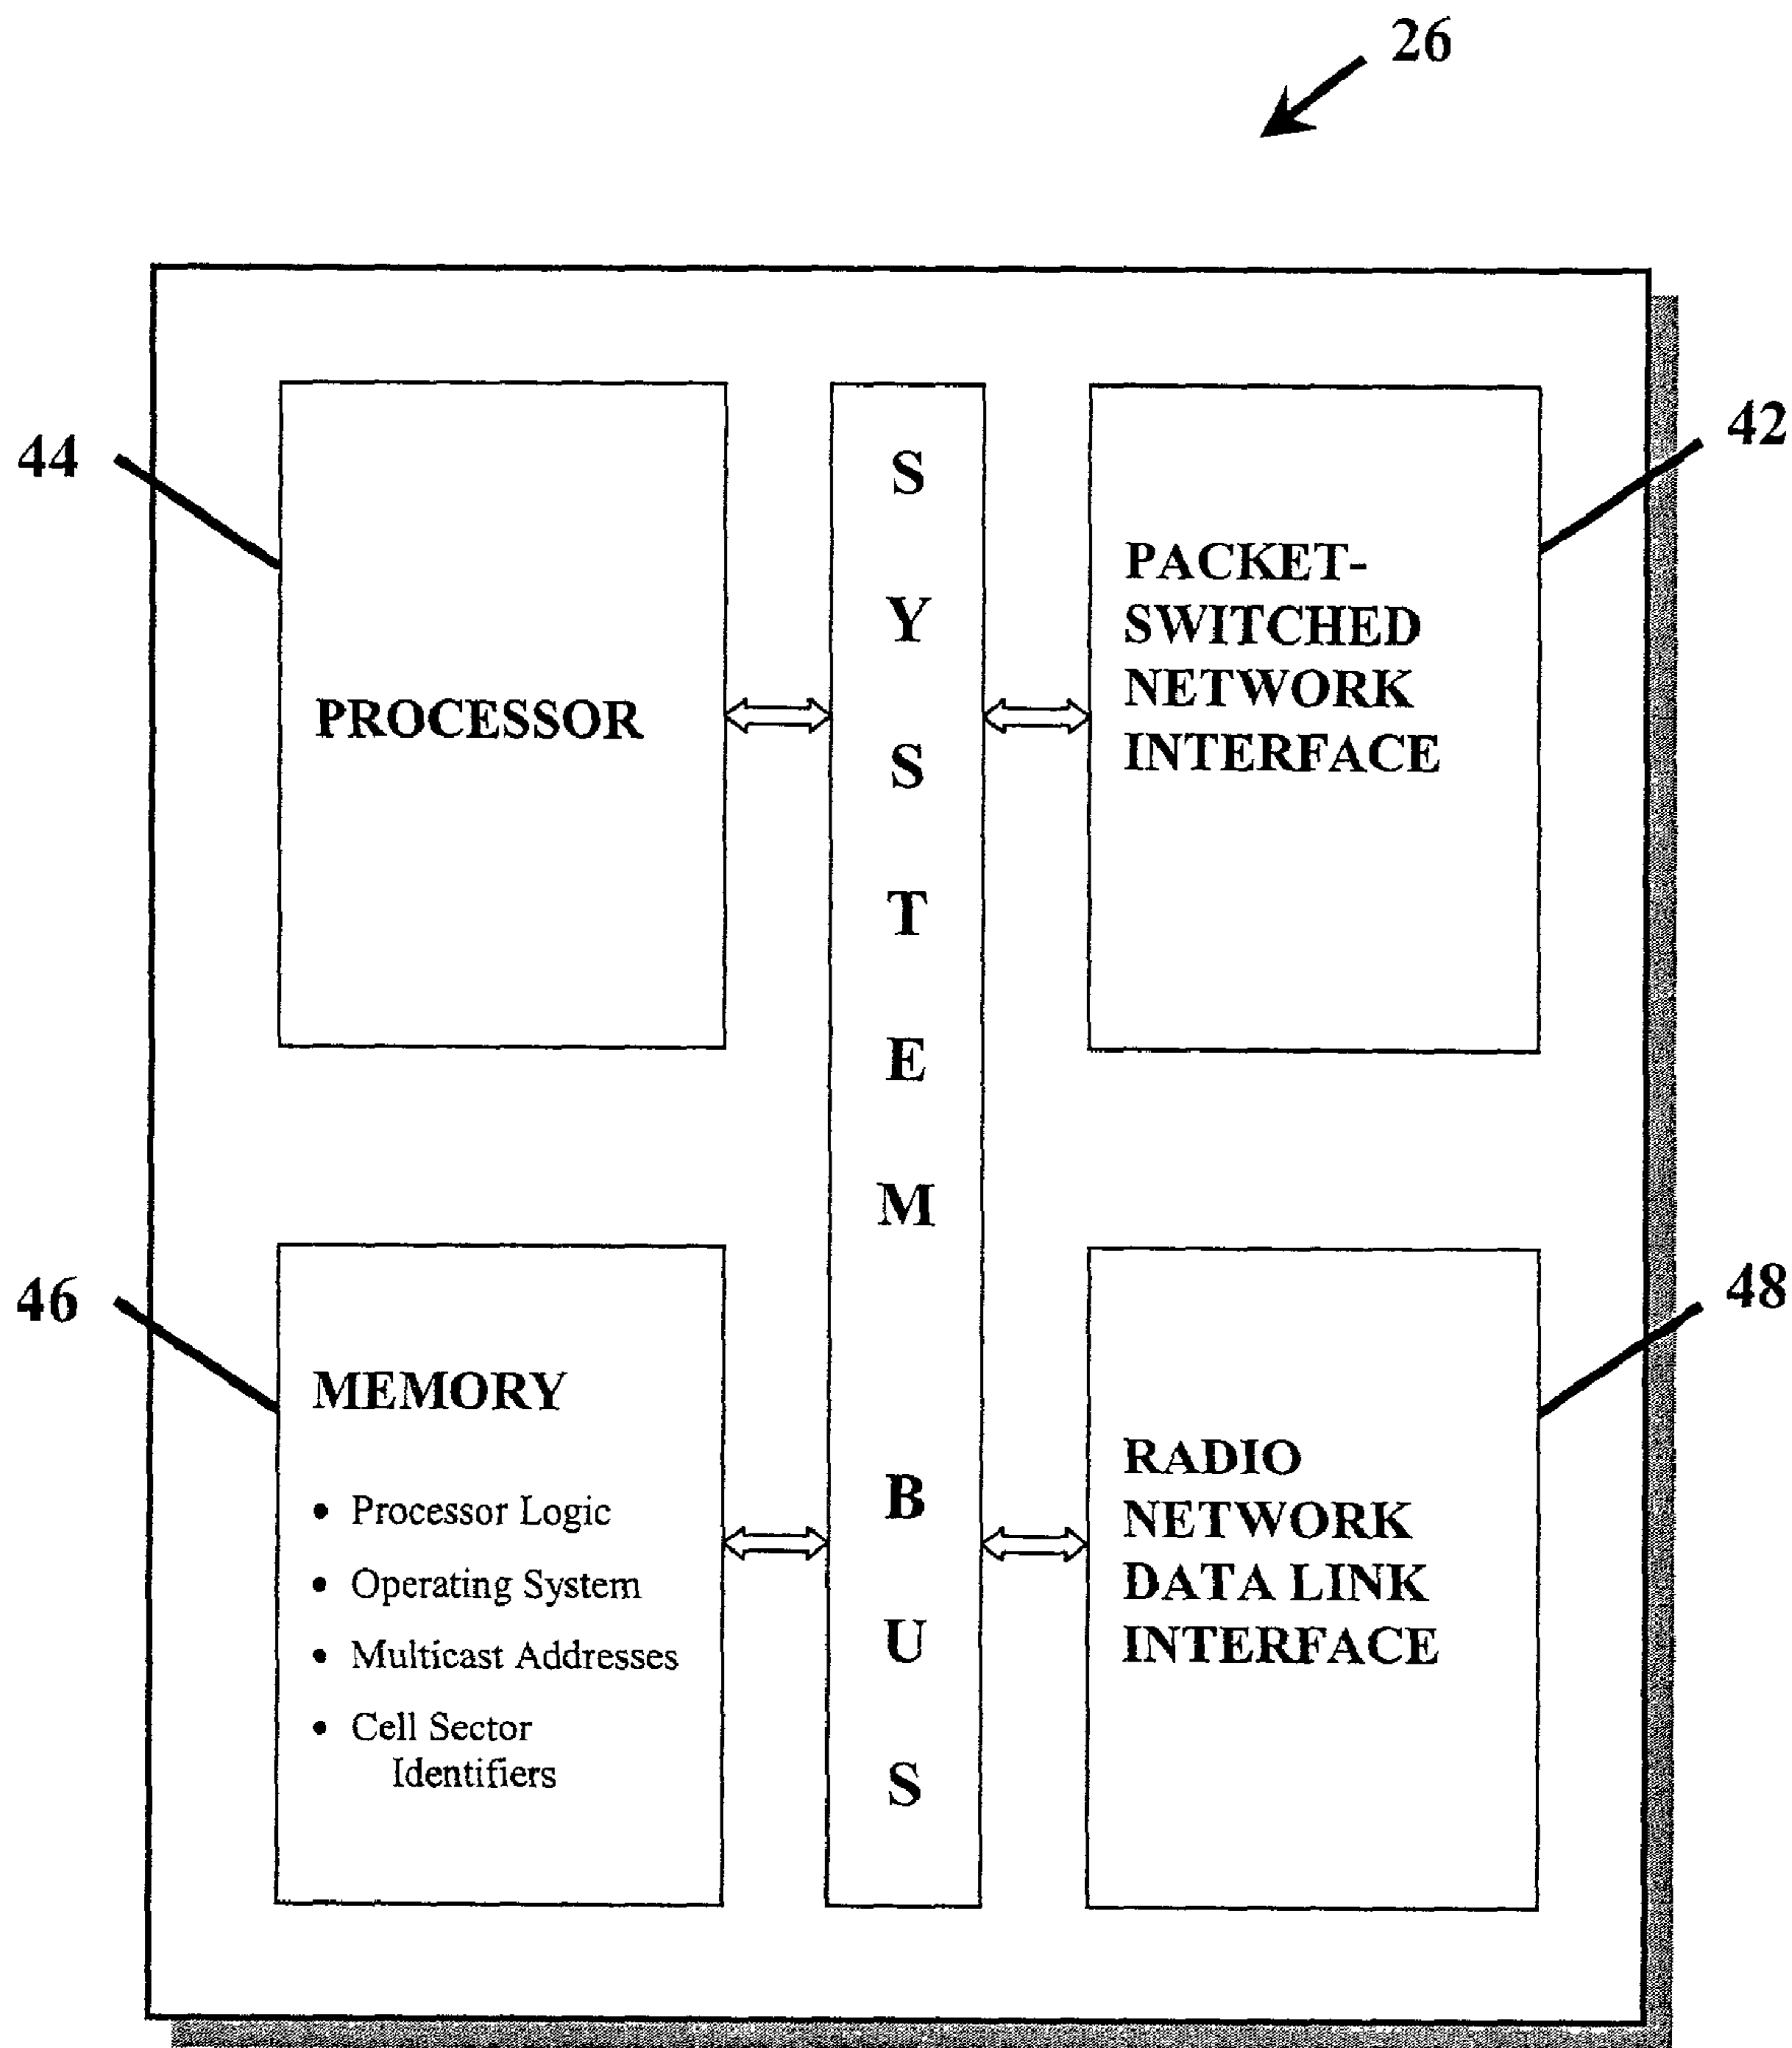 26
44
42
PROCESSOR
PACKET-
SWITCHED
NETWORK
INTERFACE
S
Y
S
T
E
M
B
U
S
46
48
MEMORY
• Processor Logic
• Operating System
• Multicast Addresses
• Cell Sector
Identifiers
RADIO
NETWORK
DATA LINK
INTERFACE